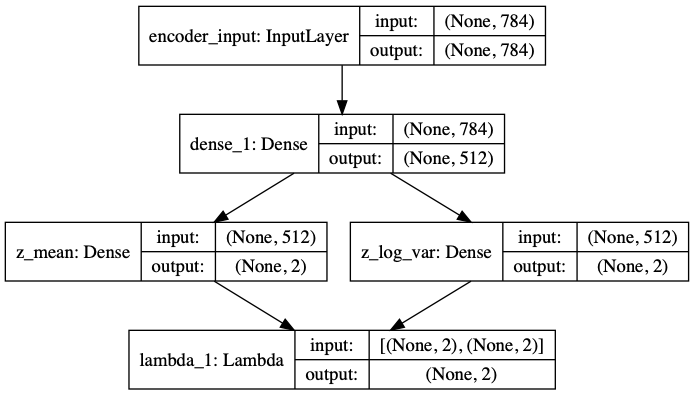 encoder_input: InputLayer
input:
(None, 784)
output:
(None, 784)
dense_1: Dense
input:
(None, 784)
output:
(None, 512)
z_mean: Dense
input:
(None, 512)
output:
(None, 2)
z_log_var: Dense
input:
(None, 512)
output:
(None, 2)
lambda_1: Lambda
input:
[(None, 2), (None, 2)]
output:
(None, 2)